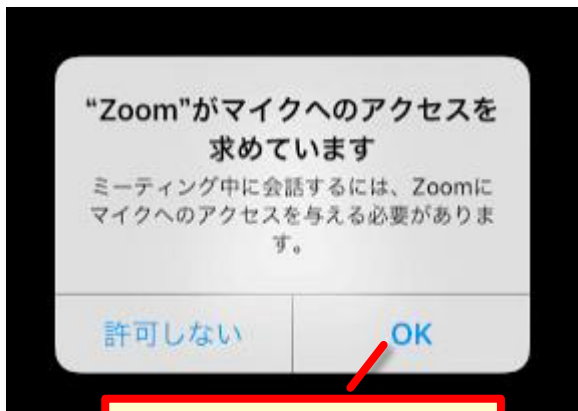 “Zoom”がマイクへのアクセスを
求めています
ミーティング中に会話するには、Zoomに
マイクへのアクセスを与える必要がありま
す。
許可しない
OK